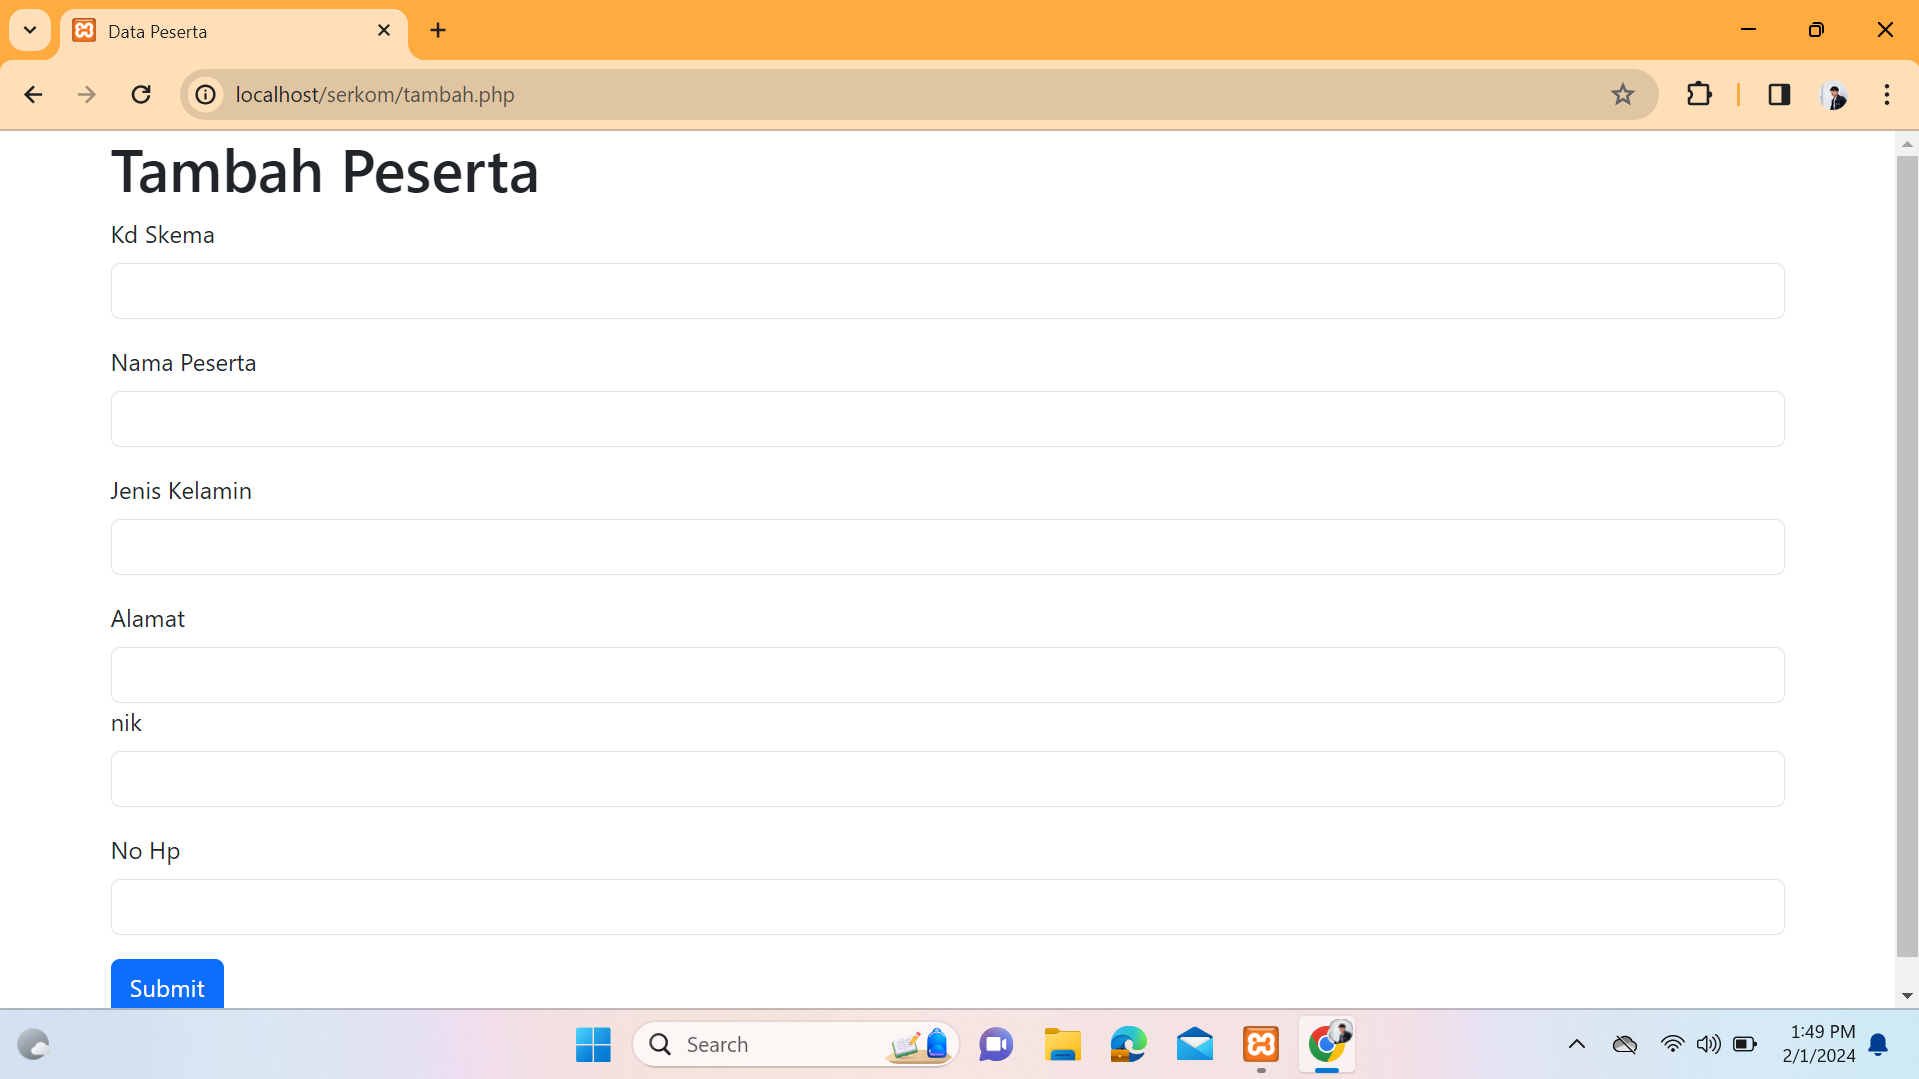 Data Peserta
localhost/serkom/tambah.php
Tambah Peserta
Kd Skema
Nama Peserta
Jenis Kelamin
Alamat
nik
No Hp
Submit
Search
1:49 PM
2/1/2024